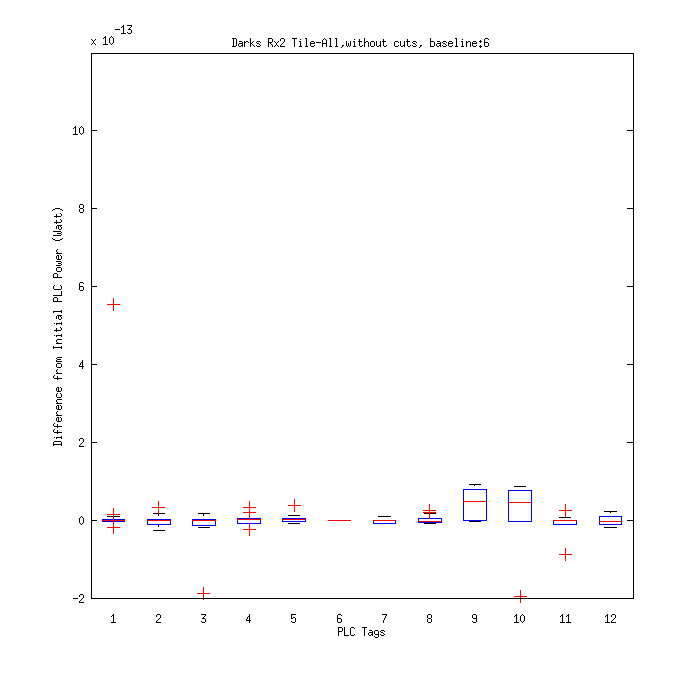 x 10-13
Darks Rx2 Tile-All,without cuts, baseline:6
10
8
6
4
2
0
-2
Difference from Initial PLC Power (Watt)
1 2 3 4 5 6 7 8 9 10 11 12
PLC Tags